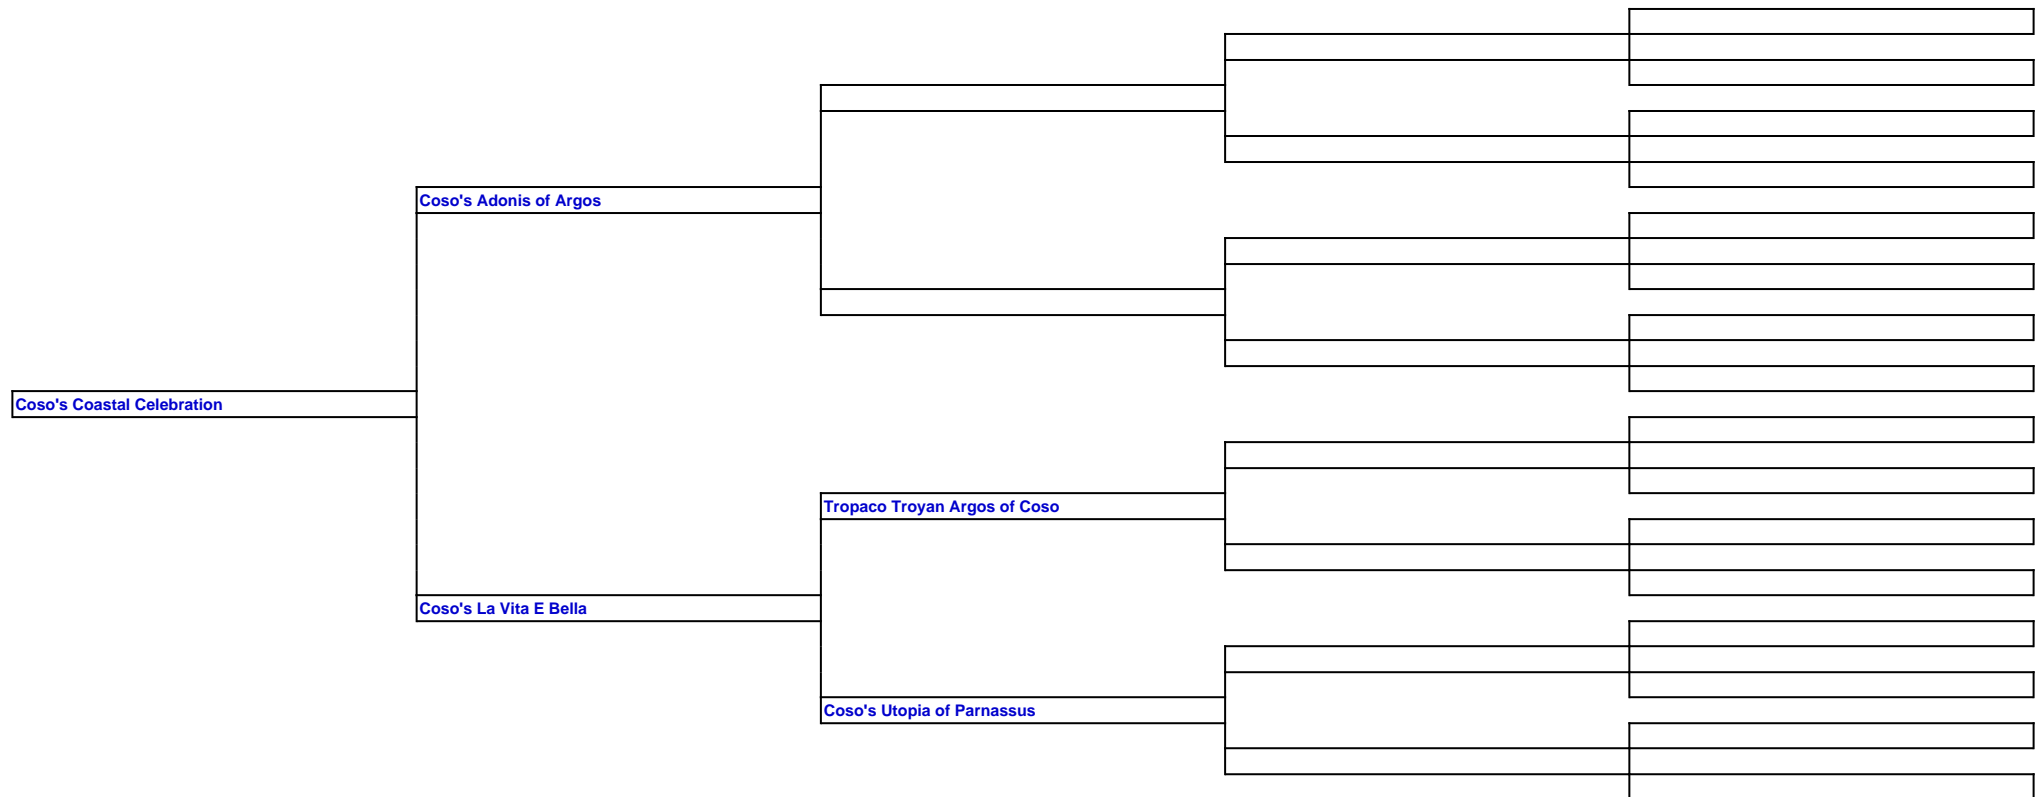 Coso's Adonis of Argos
Coso's Coastal Celebration
Tropaco Troyan Argos of Coso
Coso's La Vita E Bella
Coso's Utopia of Parnassus